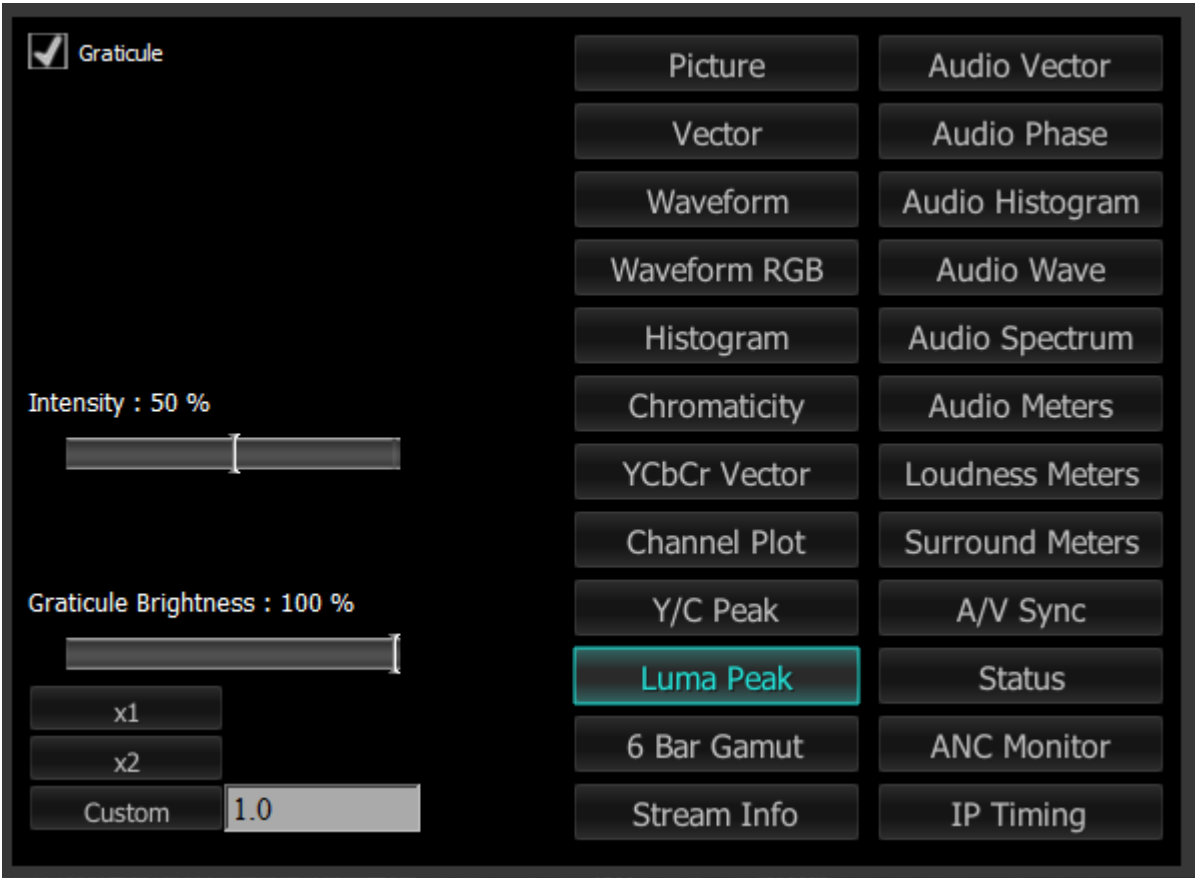 Graticule
Intensity : 50 %
Graticule Brightness : 100 %
x1
x2
Custom 1.0
Picture Audio Vector
Vector Audio Phase
Waveform Audio Histogram
Waveform RGB Audio Wave
Histogram Audio Spectrum
Chromaticity Audio Meters
YCbCr Vector Loudness Meters
Channel Plot Surround Meters
Y/C Peak A/V Sync
Luma Peak Status
6 Bar Gamut ANC Monitor
Stream Info IP Timing